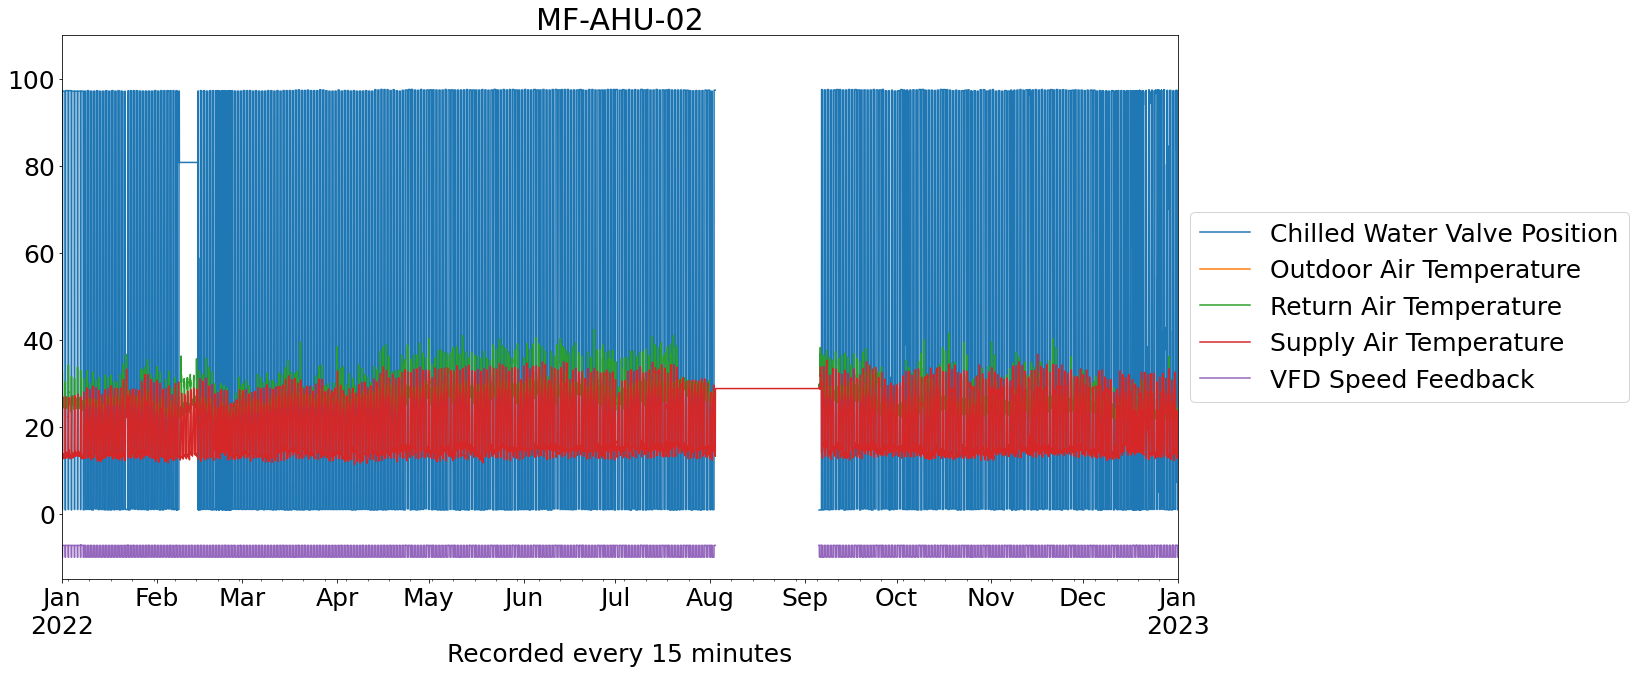 MF-AHU-02
100
80
60
40
20
0
Jan Feb Mar Apr May Jun Jul Aug Sep Oct Nov Dec Jan
2022 2023
Recorded every 15 minutes
Chilled Water Valve Position
Outdoor Air Temperature
Return Air Temperature
Supply Air Temperature
VFD Speed Feedback